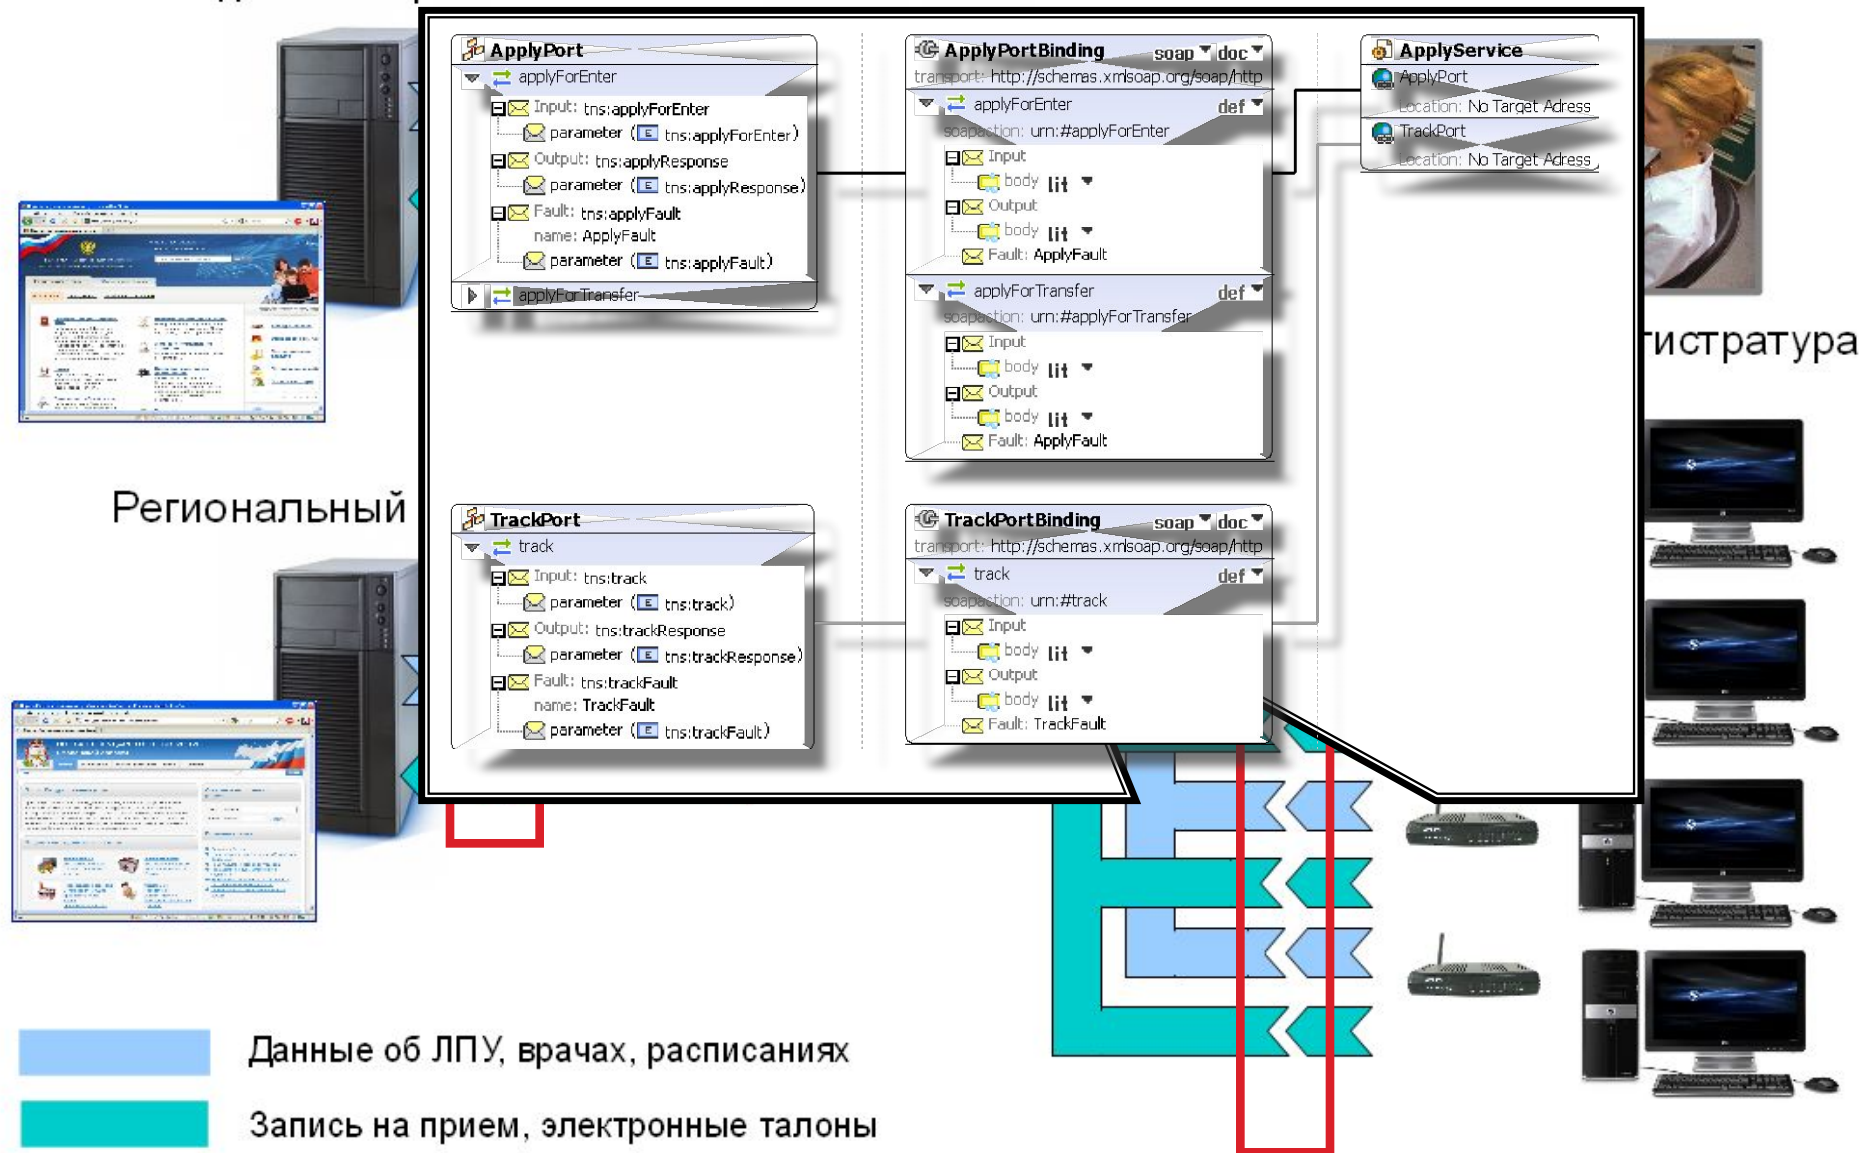 ApplyPort
applyForEnter
Input: tns:applyForEnter
parameter (E tns:applyForEnter)
Output: tns:applyResponse
parameter (E tns:applyResponse)
Fault: tns:applyFault
name: ApplyFault
parameter (E tns:applyFault)
applyForTransfer
ApplyPortBinding soap doc
transport: http://schemas.xmlsoap.org/soap/http
applyForEnter def
soapaction: urn:#applyForEnter
Input
body lit
Output
body lit
Fault: ApplyFault
applyForTransfer def
soapaction: urn:#applyForTransfer
Input
body lit
Output
body lit
Fault: ApplyFault
ApplyService
ApplyPort
Location: No Target Adress
TrackPort
Location: No Target Adress
гистратура
Региональный
TrackPort
track
Input: tns:track
parameter (E tns:track)
Output: tns:trackResponse
parameter (E tns:trackResponse)
Fault: tns:trackFault
name: TrackFault
parameter (E tns:trackFault)
TrackPortBinding soap doc
transport: http://schemas.xmlsoap.org/soap/http
track def
soapaction: urn:#track
Input
body lit
Output
body lit
Fault: TrackFault
Данные об ЛПУ, врачах, расписаниях
Запись на прием, электронные талоны